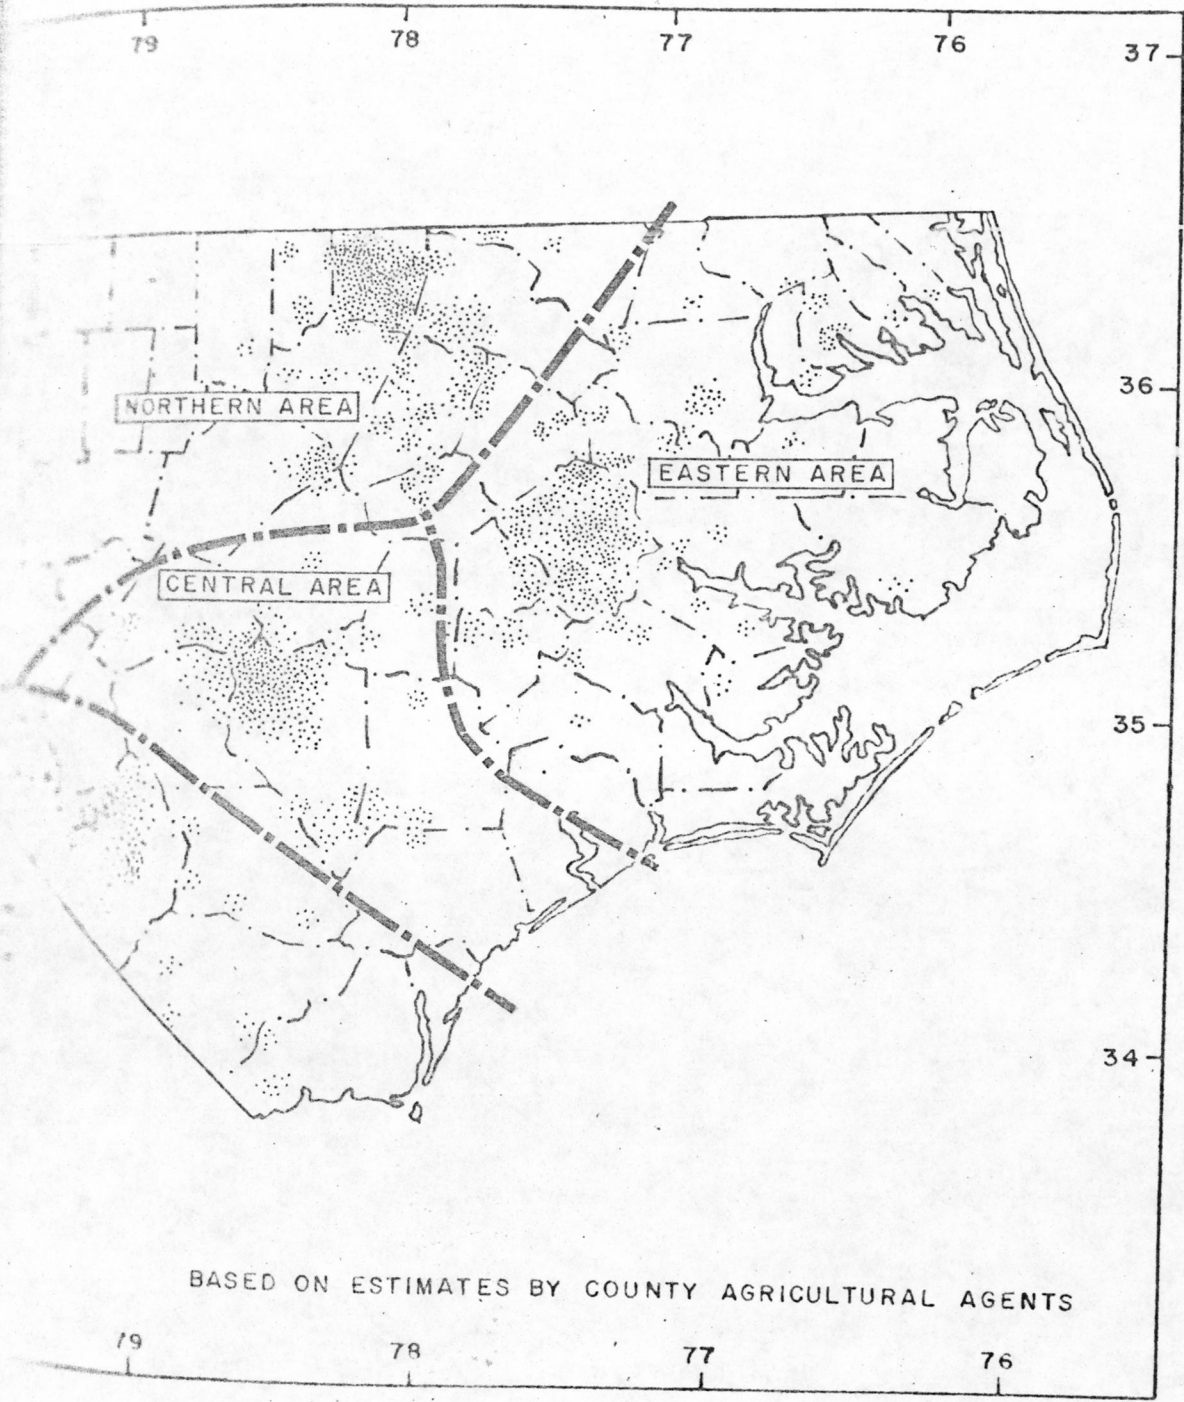 79 78 77 76
37
36
NORTHERN AREA
EASTERN AREA
CENTRAL AREA
35
34
BASED ON ESTIMATES BY COUNTY AGRICULTURAL AGENTS
79 78 77 76